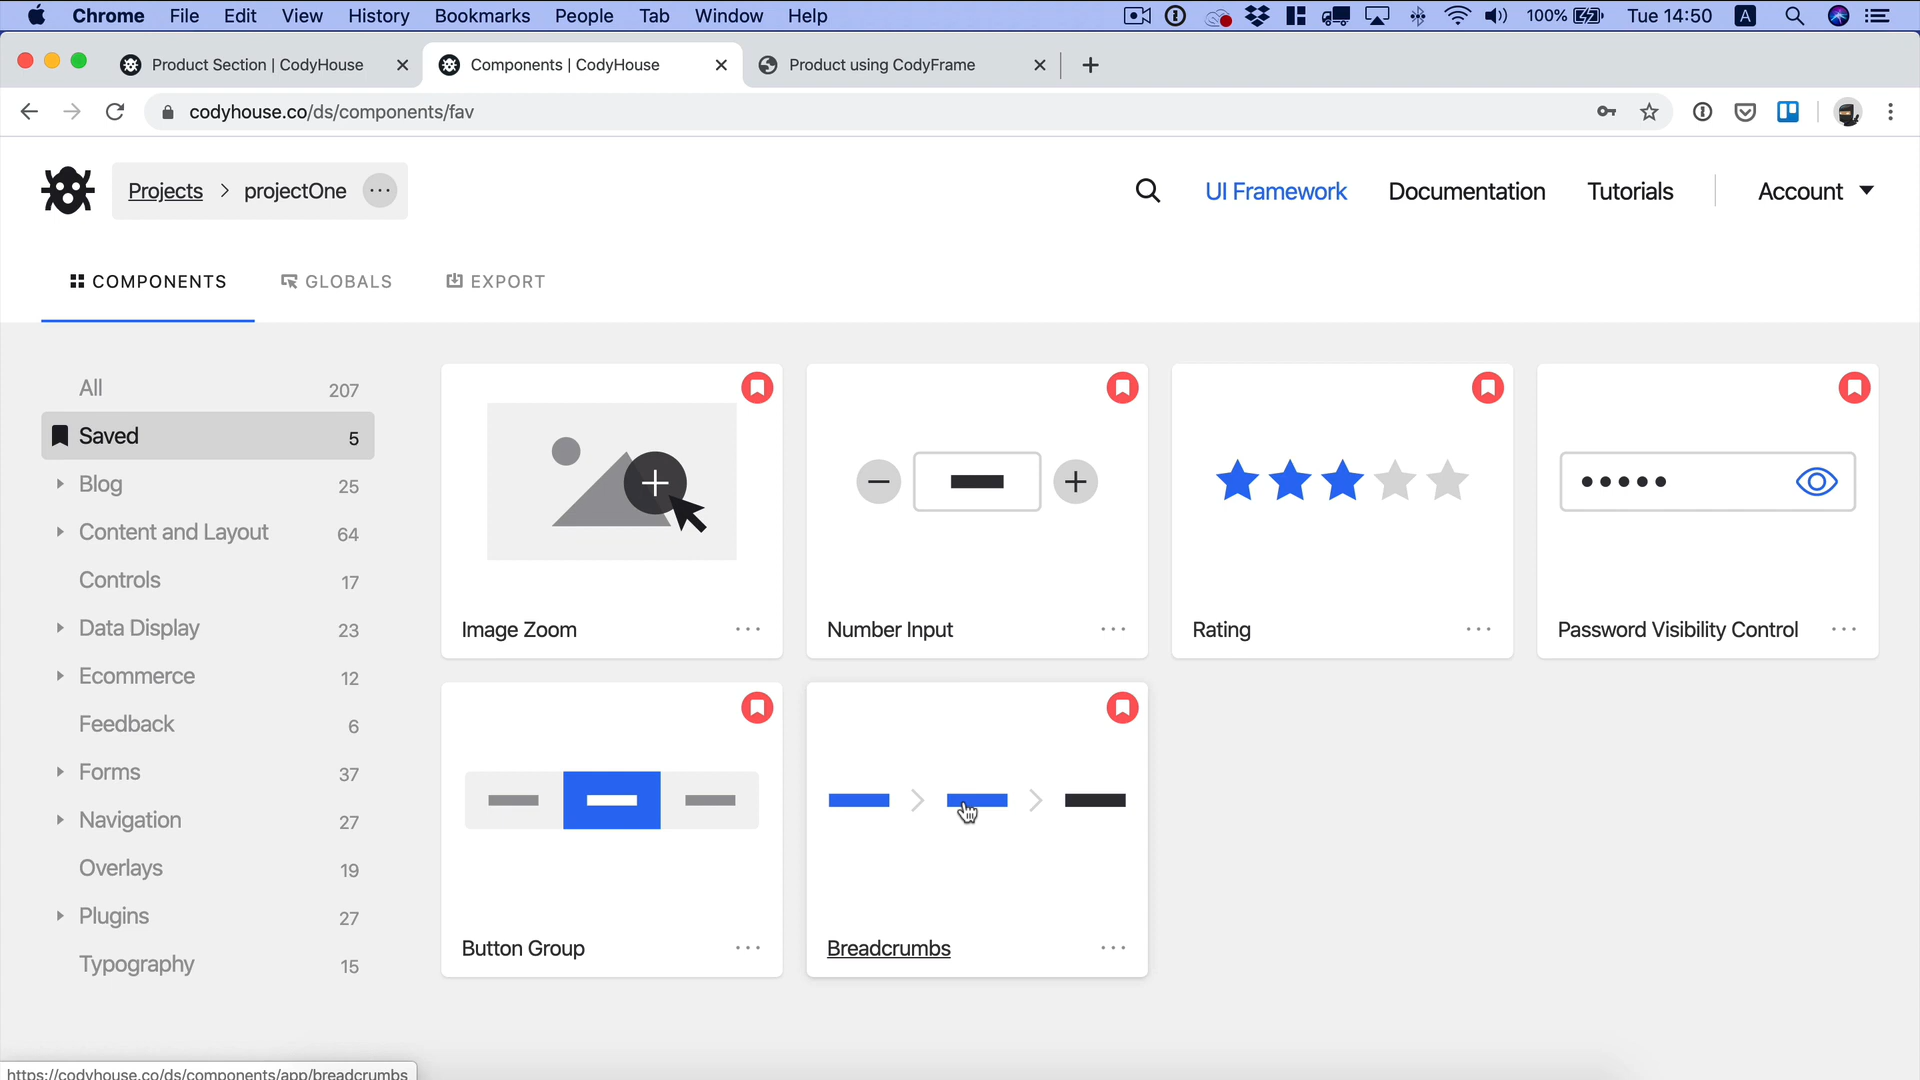 Chrome File Edit View History Bookmarks People Tab Window Help 100% Tue 14:50 A
Product Section | CodyHouse Components | CodyHouse Product using CodyFrame
codyhouse.co/ds/components/fav
Projects > projectOne ··· UI Framework Documentation Tutorials Account
COMPONENTS GLOBALS EXPORT
All 207
Saved 5
Blog 25
Content and Layout 64
Controls 17
Data Display 23
Ecommerce 12
Feedback 6
Forms 37
Navigation 27
Overlays 19
Plugins 27
Typography 15
Image Zoom ···
Number Input ···
Rating ···
Password Visibility Control ···
Button Group ···
Breadcrumbs ···
https://codyhouse.co/ds/components/app/breadcrumbs